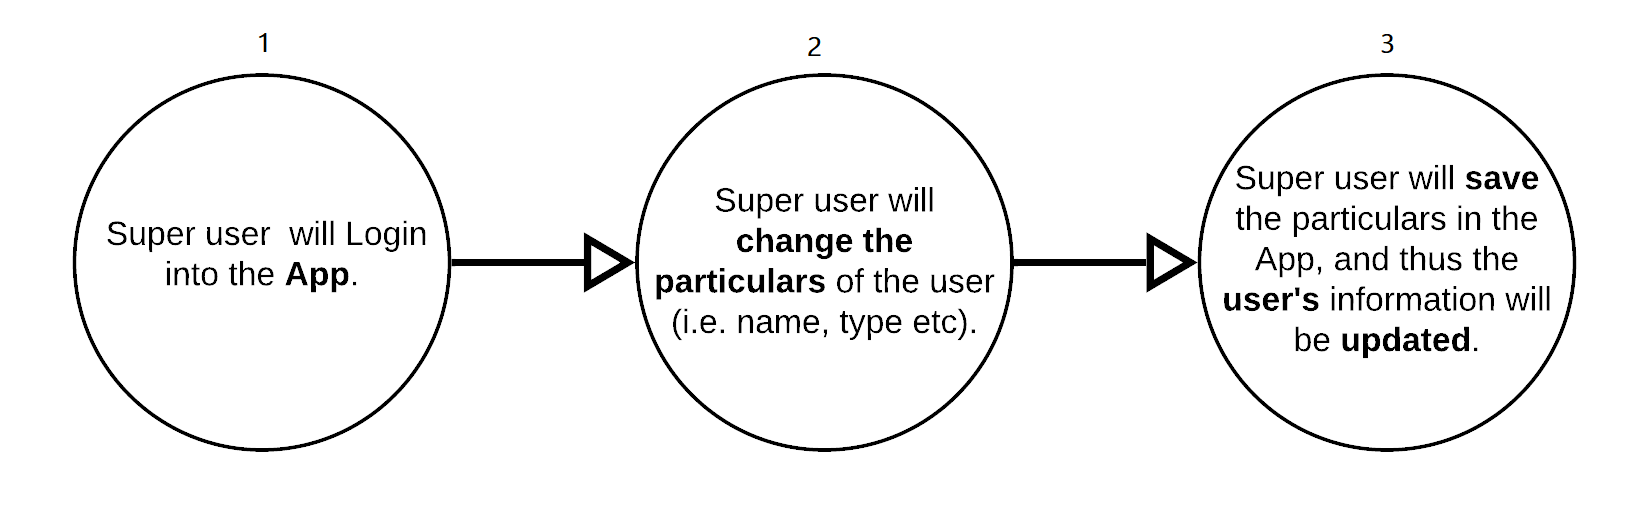 1
Super user  will Login
into the App.
2
Super user will
change the
particulars of the user
(i.e. name, type etc).
3
Super user will save
the particulars in the
App, and thus the
user's information will
be updated.